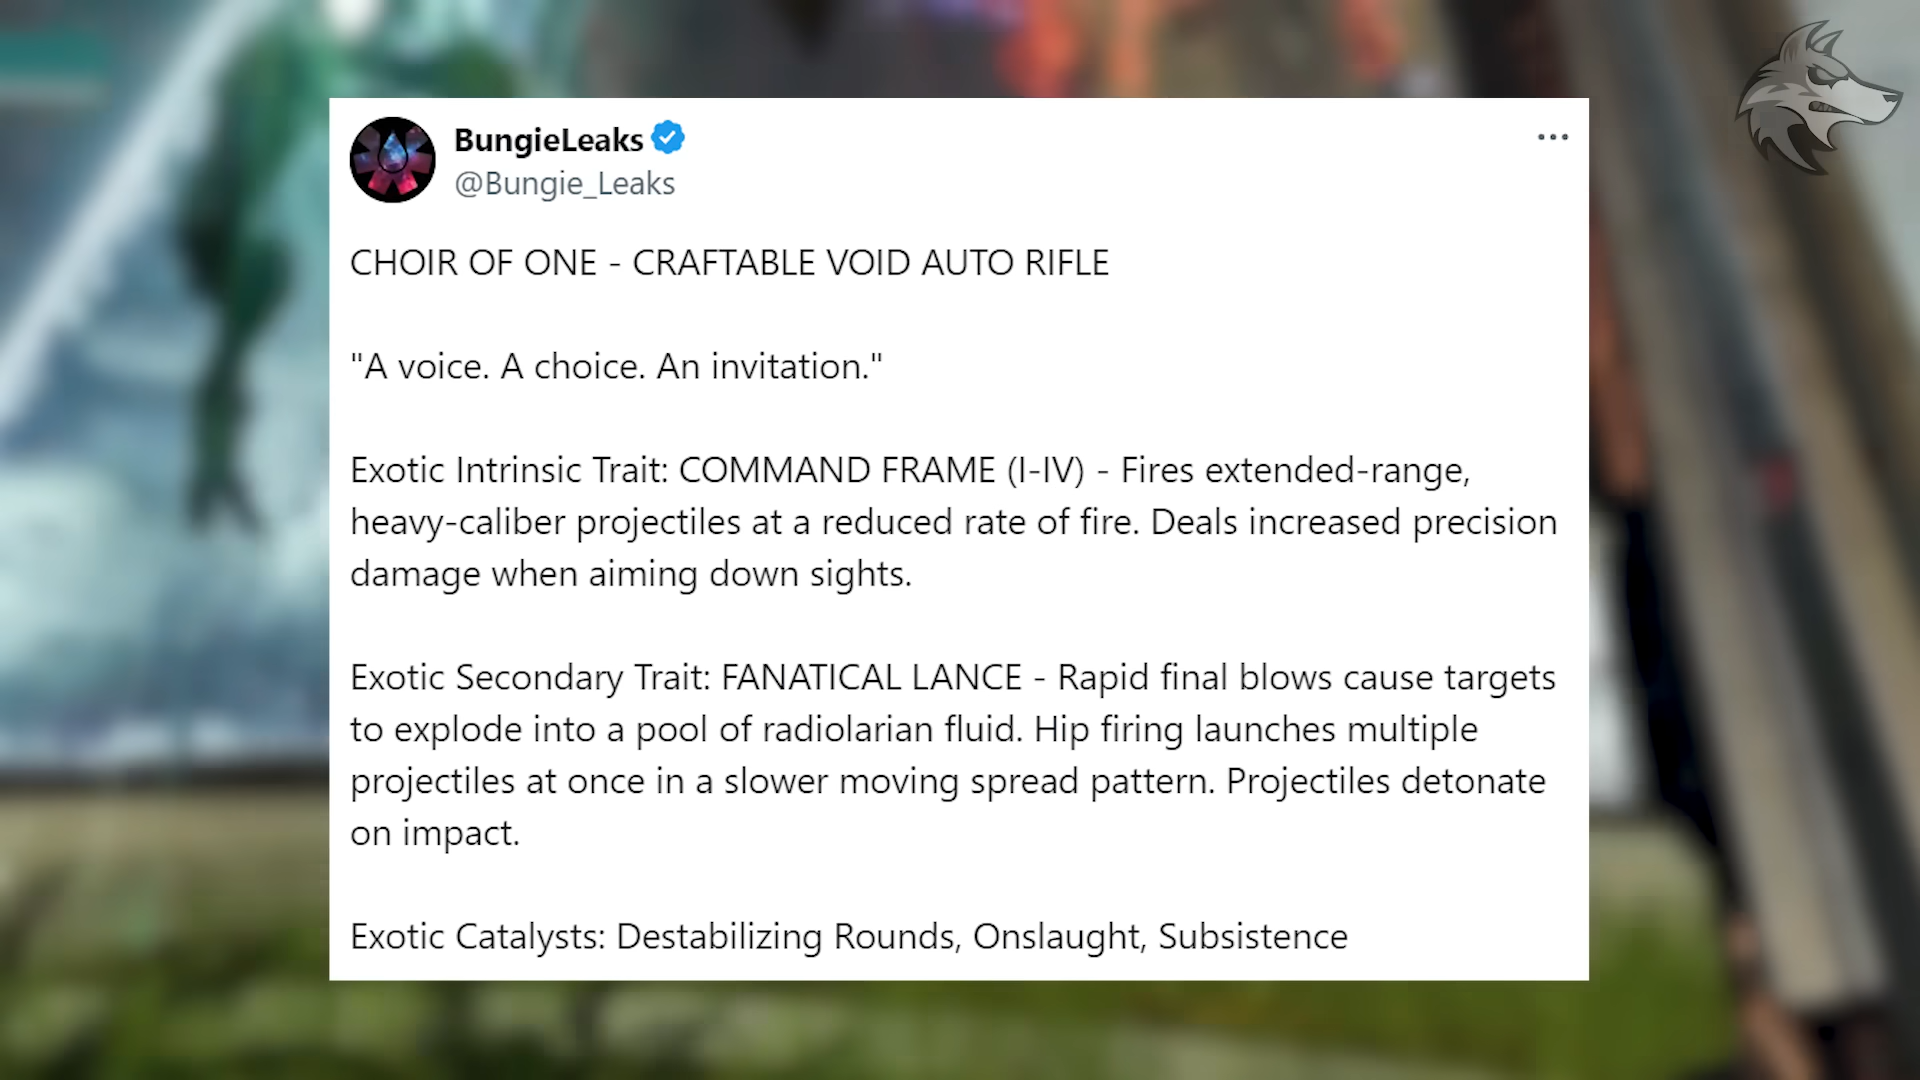 BungieLeaks
@Bungie_Leaks
CHOIR OF ONE - CRAFTABLE VOID AUTO RIFLE
"A voice. A choice. An invitation."
Exotic Intrinsic Trait: COMMAND FRAME (I-IV) - Fires extended-range,
heavy-caliber projectiles at a reduced rate of fire. Deals increased precision
damage when aiming down sights.
Exotic Secondary Trait: FANATICAL LANCE - Rapid final blows cause targets
to explode into a pool of radiolarian fluid. Hip firing launches multiple
projectiles at once in a slower moving spread pattern. Projectiles detonate
on impact.
Exotic Catalysts: Destabilizing Rounds, Onslaught, Subsistence